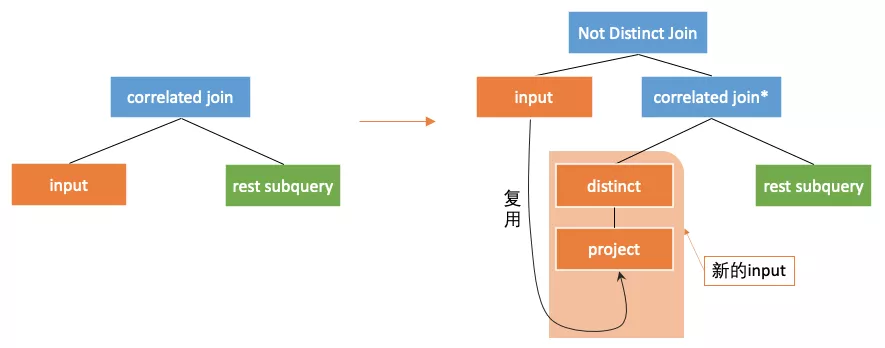 correlated join
input
rest subquery
Not Distinct Join
input
correlated join*
distinct
rest subquery
复
用
project
新的input